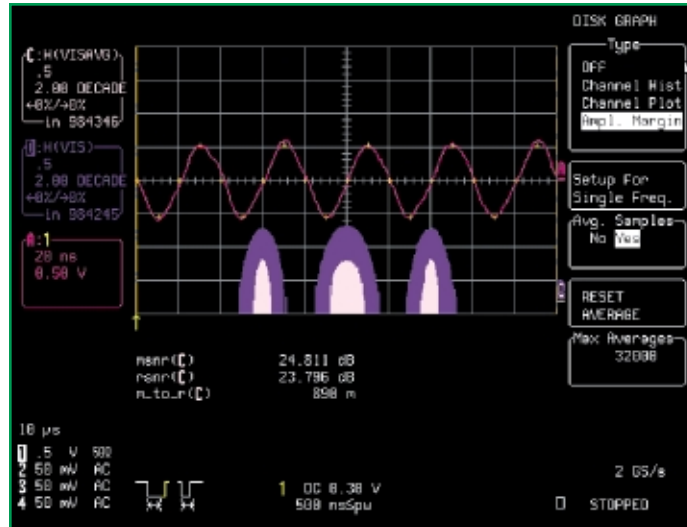 DISK GRAPH
Type
OFF
Channel Hist
Channel Plot
Ampl. Margin
Setup For
Single Freq.
Avg. Samples
No Yes
RESET
AVERAGE
Max Averages
32000
C:H(VISAVG)
.5
2.00 DECADE
←0%/→0%
in 984346
D:H(VIS)
.5
2.00 DECADE
←0%/→0%
in 984245
A:1
20 ns
0.50 V
A
D
msnr(C) 24.811 dB
rsnr(C) 23.796 dB
m_to_r(C) 890 m
10 µs
1 .5 V 50Ω
2 50 mV AC
3 50 mV AC
4 50 mV AC
1 DC 0.30 V
500 nsSpw
2 GS/s
STOPPED